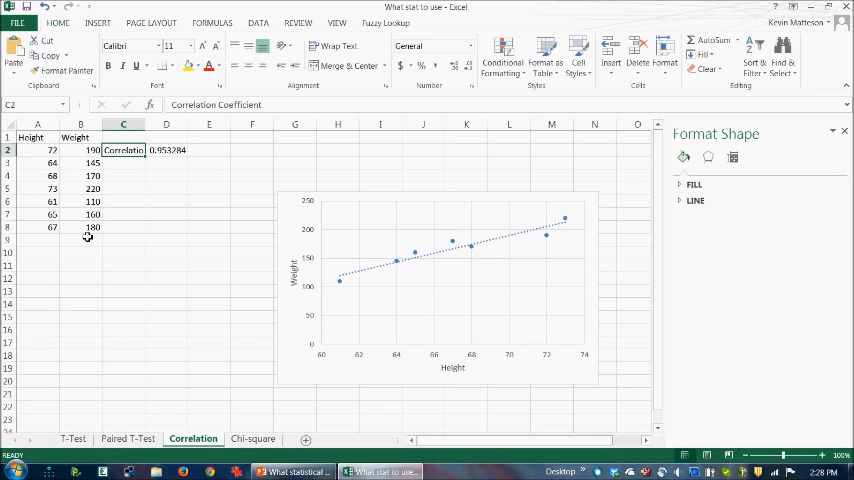 What stat to use - Excel
FILE HOME INSERT PAGE LAYOUT FORMULAS DATA REVIEW VIEW Fuzzy Lookup Kevin Matteson
Cut
Copy
Format Painter
Paste
Clipboard
Calibri 11
B I U
Font
Wrap Text
Merge & Center
Alignment
General
$ % ,
Number
Conditional Formatting
Format as Table
Cell Styles
Styles
Insert Delete Format
Cells
AutoSum
Fill
Clear
Sort & Filter
Find & Select
Editing
C2 fx Correlation Coefficient
A B C D E F G H I J K L M N O
1 Height Weight
2 72 190 Correlatio 0.953284
3 64 145
4 68 170
5 73 220
6 61 110
7 65 160
8 67 180
9
10
11
12
13
14
15
16
17
18
19
20
21
22
23
24
250
200
150
100
50
0
60 62 64 66 68 70 72 74
Weight
Height
Format Shape
FILL
LINE
T-Test Paired T-Test Correlation Chi-square
READY 100%
What statistical ... What stat to use... Desktop 2:28 PM